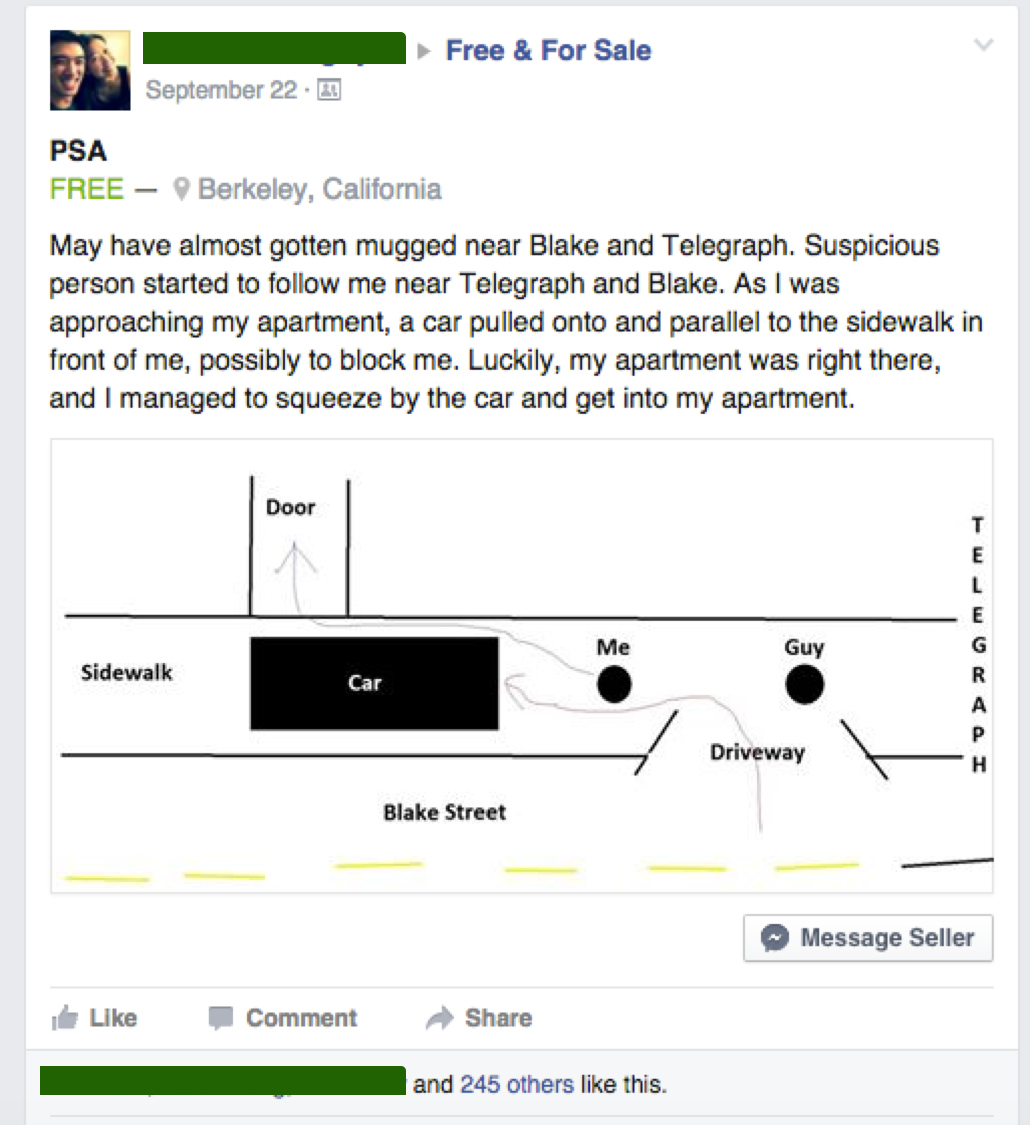 Free & For Sale
September 22 ·
PSA
FREE — Berkeley, California
May have almost gotten mugged near Blake and Telegraph. Suspicious
person started to follow me near Telegraph and Blake. As I was
approaching my apartment, a car pulled onto and parallel to the sidewalk in
front of me, possibly to block me. Luckily, my apartment was right there,
and I managed to squeeze by the car and get into my apartment.
Door
TELEGRAPH
Me
Guy
Sidewalk
Car
Driveway
Blake Street
Message Seller
Like
Comment
Share
and 245 others like this.